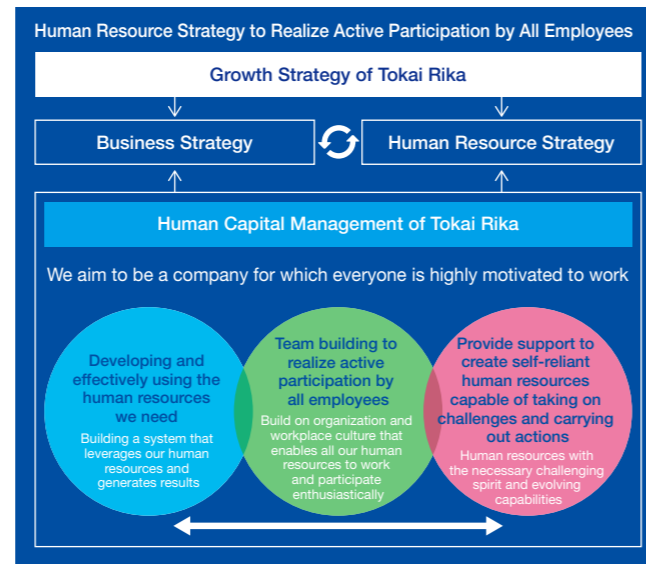 Human Resource Strategy to Realize Active Participation by All Employees
Growth Strategy of Tokai Rika
Business Strategy
Human Resource Strategy
Human Capital Management of Tokai Rika
We aim to be a company for which everyone is highly motivated to work
Developing and
effectively using the
human resources
we need
Building a system that
leverages our human
resources and
generates results
Team building to
realize active
participation by
all employees
Build on organization and
workplace culture that
enables all our human
resources to work
and participate
enthusiastically
Provide support to
create self-reliant
human resources
capable of taking on
challenges and carrying
out actions
Human resources with
the necessary challenging
spirit and evolving
capabilities